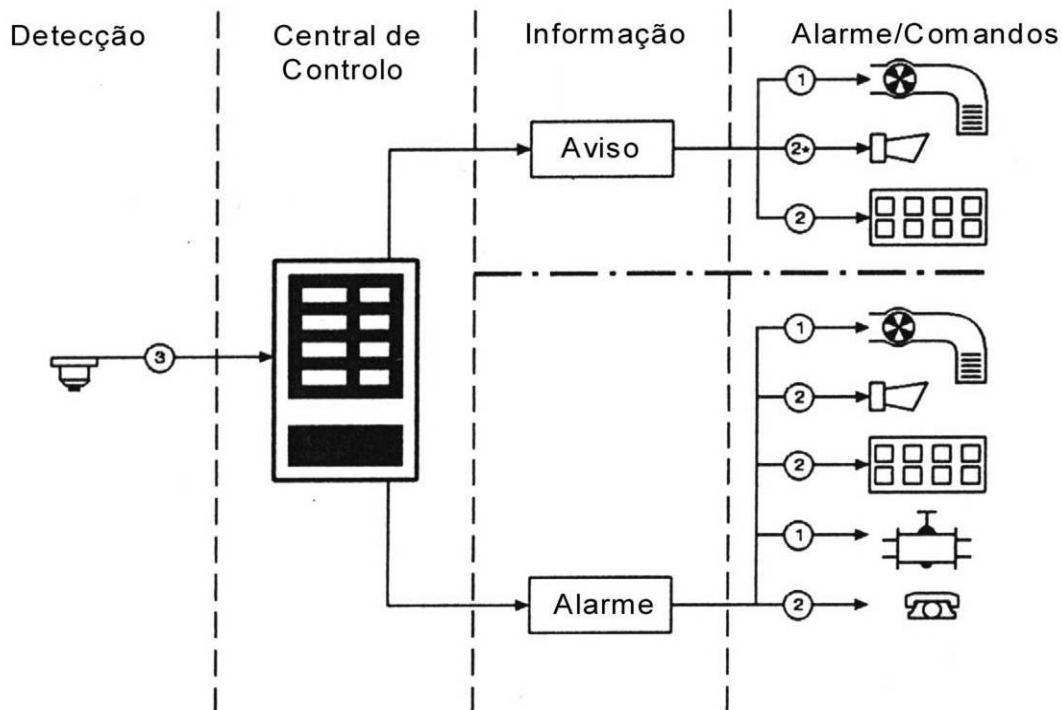 Detecção
Central de
Controlo
Informação
Alarme/Comandos
1
Aviso
2*
2
3
1
2
2
1
Alarme
2